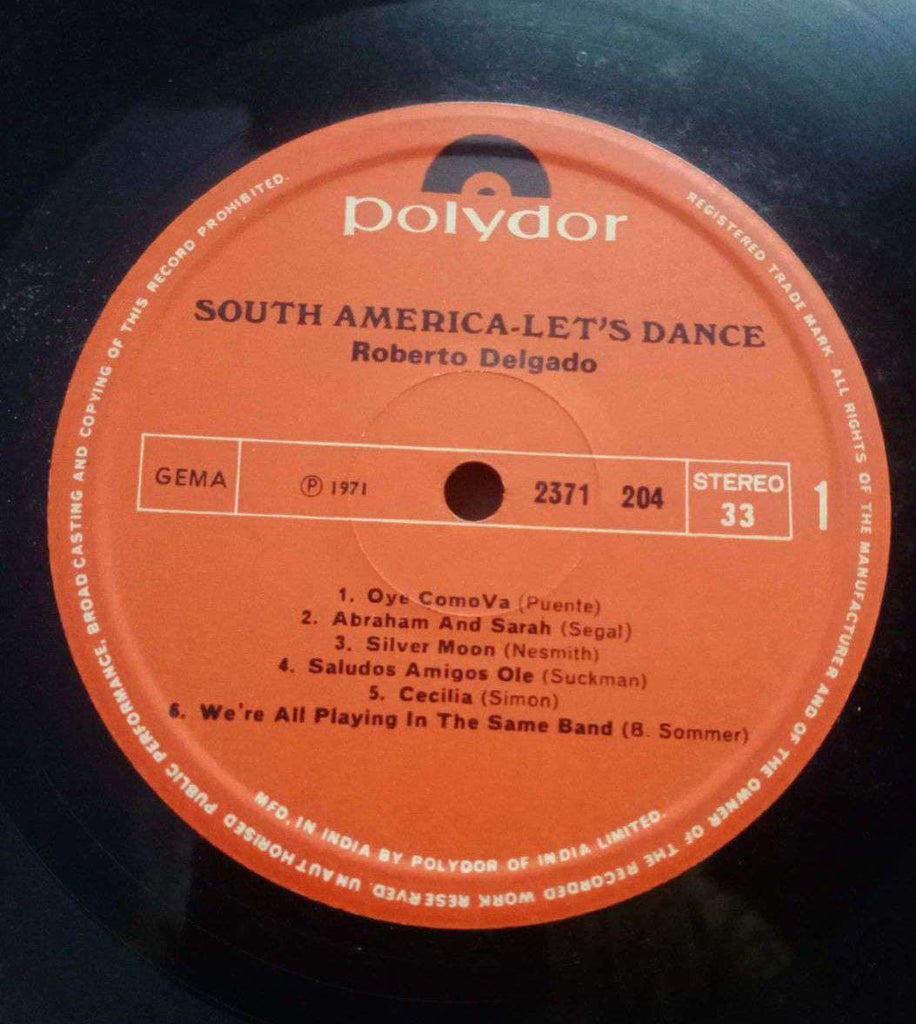 polydor
SOUTH AMERICA-LET'S DANCE
Roberto Delgado
GEMA
Ⓟ 1971
2371 204
STEREO
33
1
1. Oye ComoVa (Puente)
2. Abraham And Sarah (Segal)
3. Silver Moon (Nesmith)
4. Saludos Amigos Ole (Suckman)
5. Cecilia (Simon)
6. We're All Playing In The Same Band (B. Sommer)
MFD. IN INDIA BY POLYDOR OF INDIA LIMITED.
REGISTERED TRADE MARK ALL RIGHTS OF THE MANUFACTURER AND OF THE OWNER OF THE RECORDED WORK RESERVED. UNAUTHORISED PUBLIC PERFORMANCE, BROADCASTING AND COPYING OF THIS RECORD PROHIBITED.